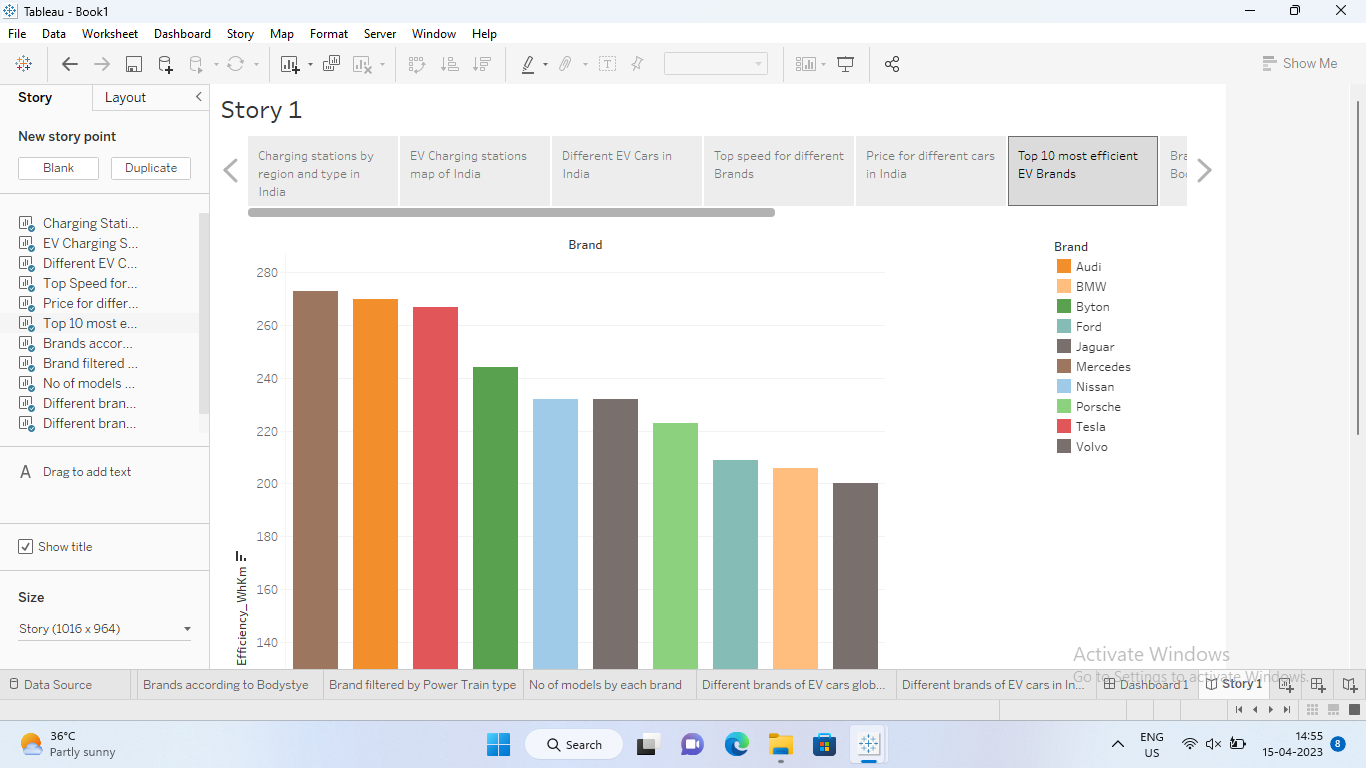 Tableau - Book1
File Data Worksheet Dashboard Story Map Format Server Window Help
Show Me
Story Layout
New story point
Blank Duplicate
Charging Stati...
EV Charging S...
Different EV C...
Top Speed for...
Price for differ...
Top 10 most e...
Brands accor...
Brand filtered ...
No of models ...
Different bran...
Different bran...
A Drag to add text
Show title
Size
Story (1016 x 964)
Story 1
Charging stations by
region and type in
India
EV Charging stations
map of India
Different EV Cars in
India
Top speed for different
Brands
Price for different cars
in India
Top 10 most efficient
EV Brands
Bra
Brand
280
260
240
220
200
180
160
140
Efficiency_WhKm
Brand
Audi
BMW
Byton
Ford
Jaguar
Mercedes
Nissan
Porsche
Tesla
Volvo
Activate Windows
Go to Settings to activate Windows.
Data Source Brands according to Bodystye Brand filtered by Power Train type No of models by each brand Different brands of EV cars glob... Different brands of EV cars in In... Dashboard 1 Story 1
36°C
Partly sunny
Search
ENG
US
14:55
15-04-2023
8